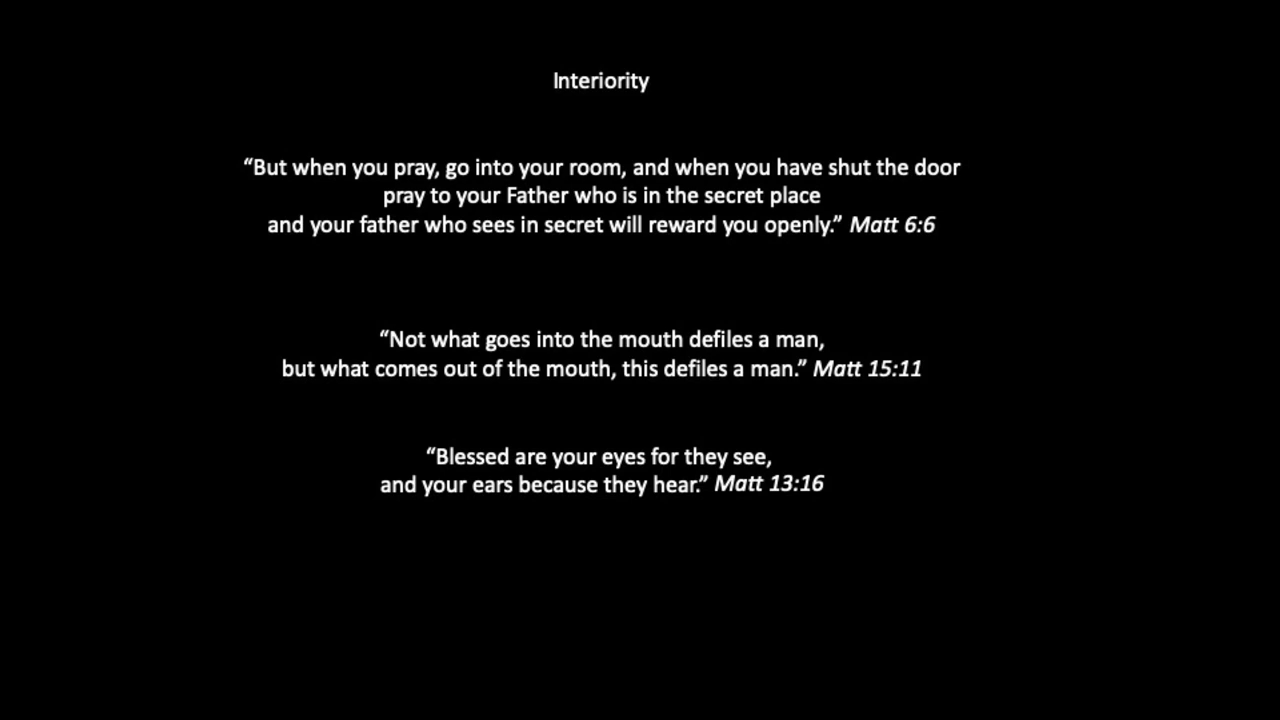 Interiority
“But when you pray, go into your room, and when you have shut the door
pray to your Father who is in the secret place
and your father who sees in secret will reward you openly.” Matt 6:6
“Not what goes into the mouth defiles a man,
but what comes out of the mouth, this defiles a man.” Matt 15:11
“Blessed are your eyes for they see,
and your ears because they hear.” Matt 13:16